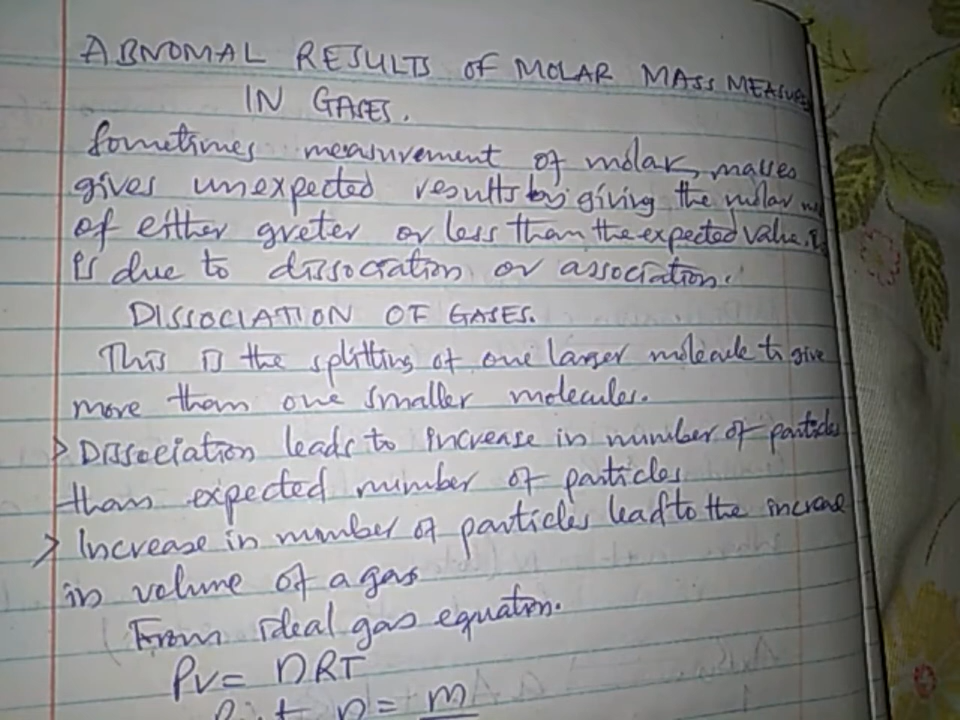 ABNOMAL RESULTS OF MOLAR MASS MEASURE
IN GASES.
Sometimes measurement of molar masses
gives unexpected results by giving the molar
of either greter or less than the expected value.
is due to dissociation or association.
DISSOCIATION OF GASES.
This is the splitting of one larger molecule to give
more than one smaller molecules.
> Dissociation leads to increase in number of particles
than expected number of particles
> Increase in number of particles lead to the increase
in volume of a gas
From ideal gas equation.
PV = nRT
But n = m